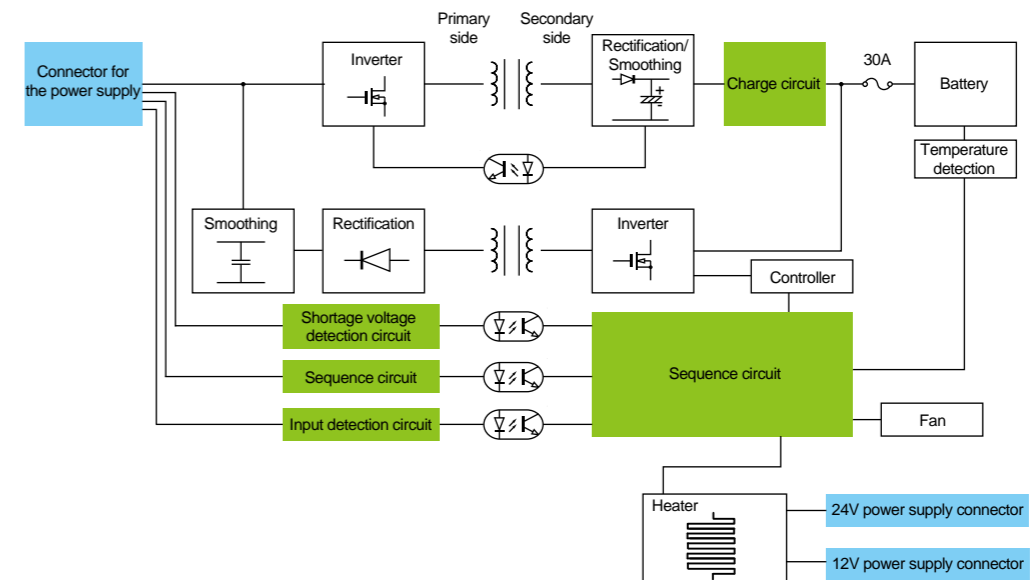 Primary
side
Secondary
side
Connector for
the power supply
Inverter
Rectification/
Smoothing
+
-
Charge circuit
30A
Battery
Temperature
detection
Smoothing
Rectification
Inverter
Controller
Shortage voltage
detection circuit
Sequence circuit
Input detection circuit
Sequence circuit
Fan
Heater
24V power supply connector
12V power supply connector